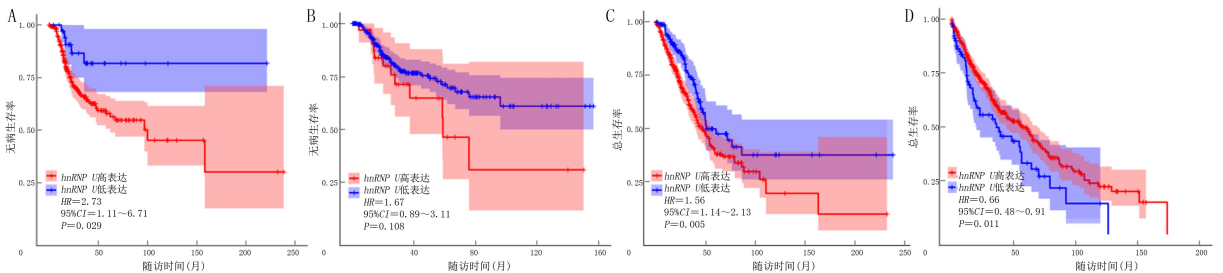 A
1.00
0.75
0.50
0.25
无病生存率
hnRNP U高表达
hnRNP U低表达
HR=2.73
95%CI=1.11~6.71
P=0.029
0
50
100
150
200
250
随访时间(月)
B
1.00
0.75
0.50
0.25
无病生存率
hnRNP U高表达
hnRNP U低表达
HR=1.67
95%CI=0.89~3.11
P=0.108
0
40
80
120
160
随访时间(月)
C
1.00
0.75
0.50
0.25
总生存率
hnRNP U高表达
hnRNP U低表达
HR=1.56
95%CI=1.14~2.13
P=0.005
0
50
100
150
200
250
随访时间(月)
D
1.00
0.75
0.50
0.25
总生存率
hnRNP U高表达
hnRNP U低表达
HR=0.66
95%CI=0.48~0.91
P=0.011
0
50
100
150
200
随访时间(月)